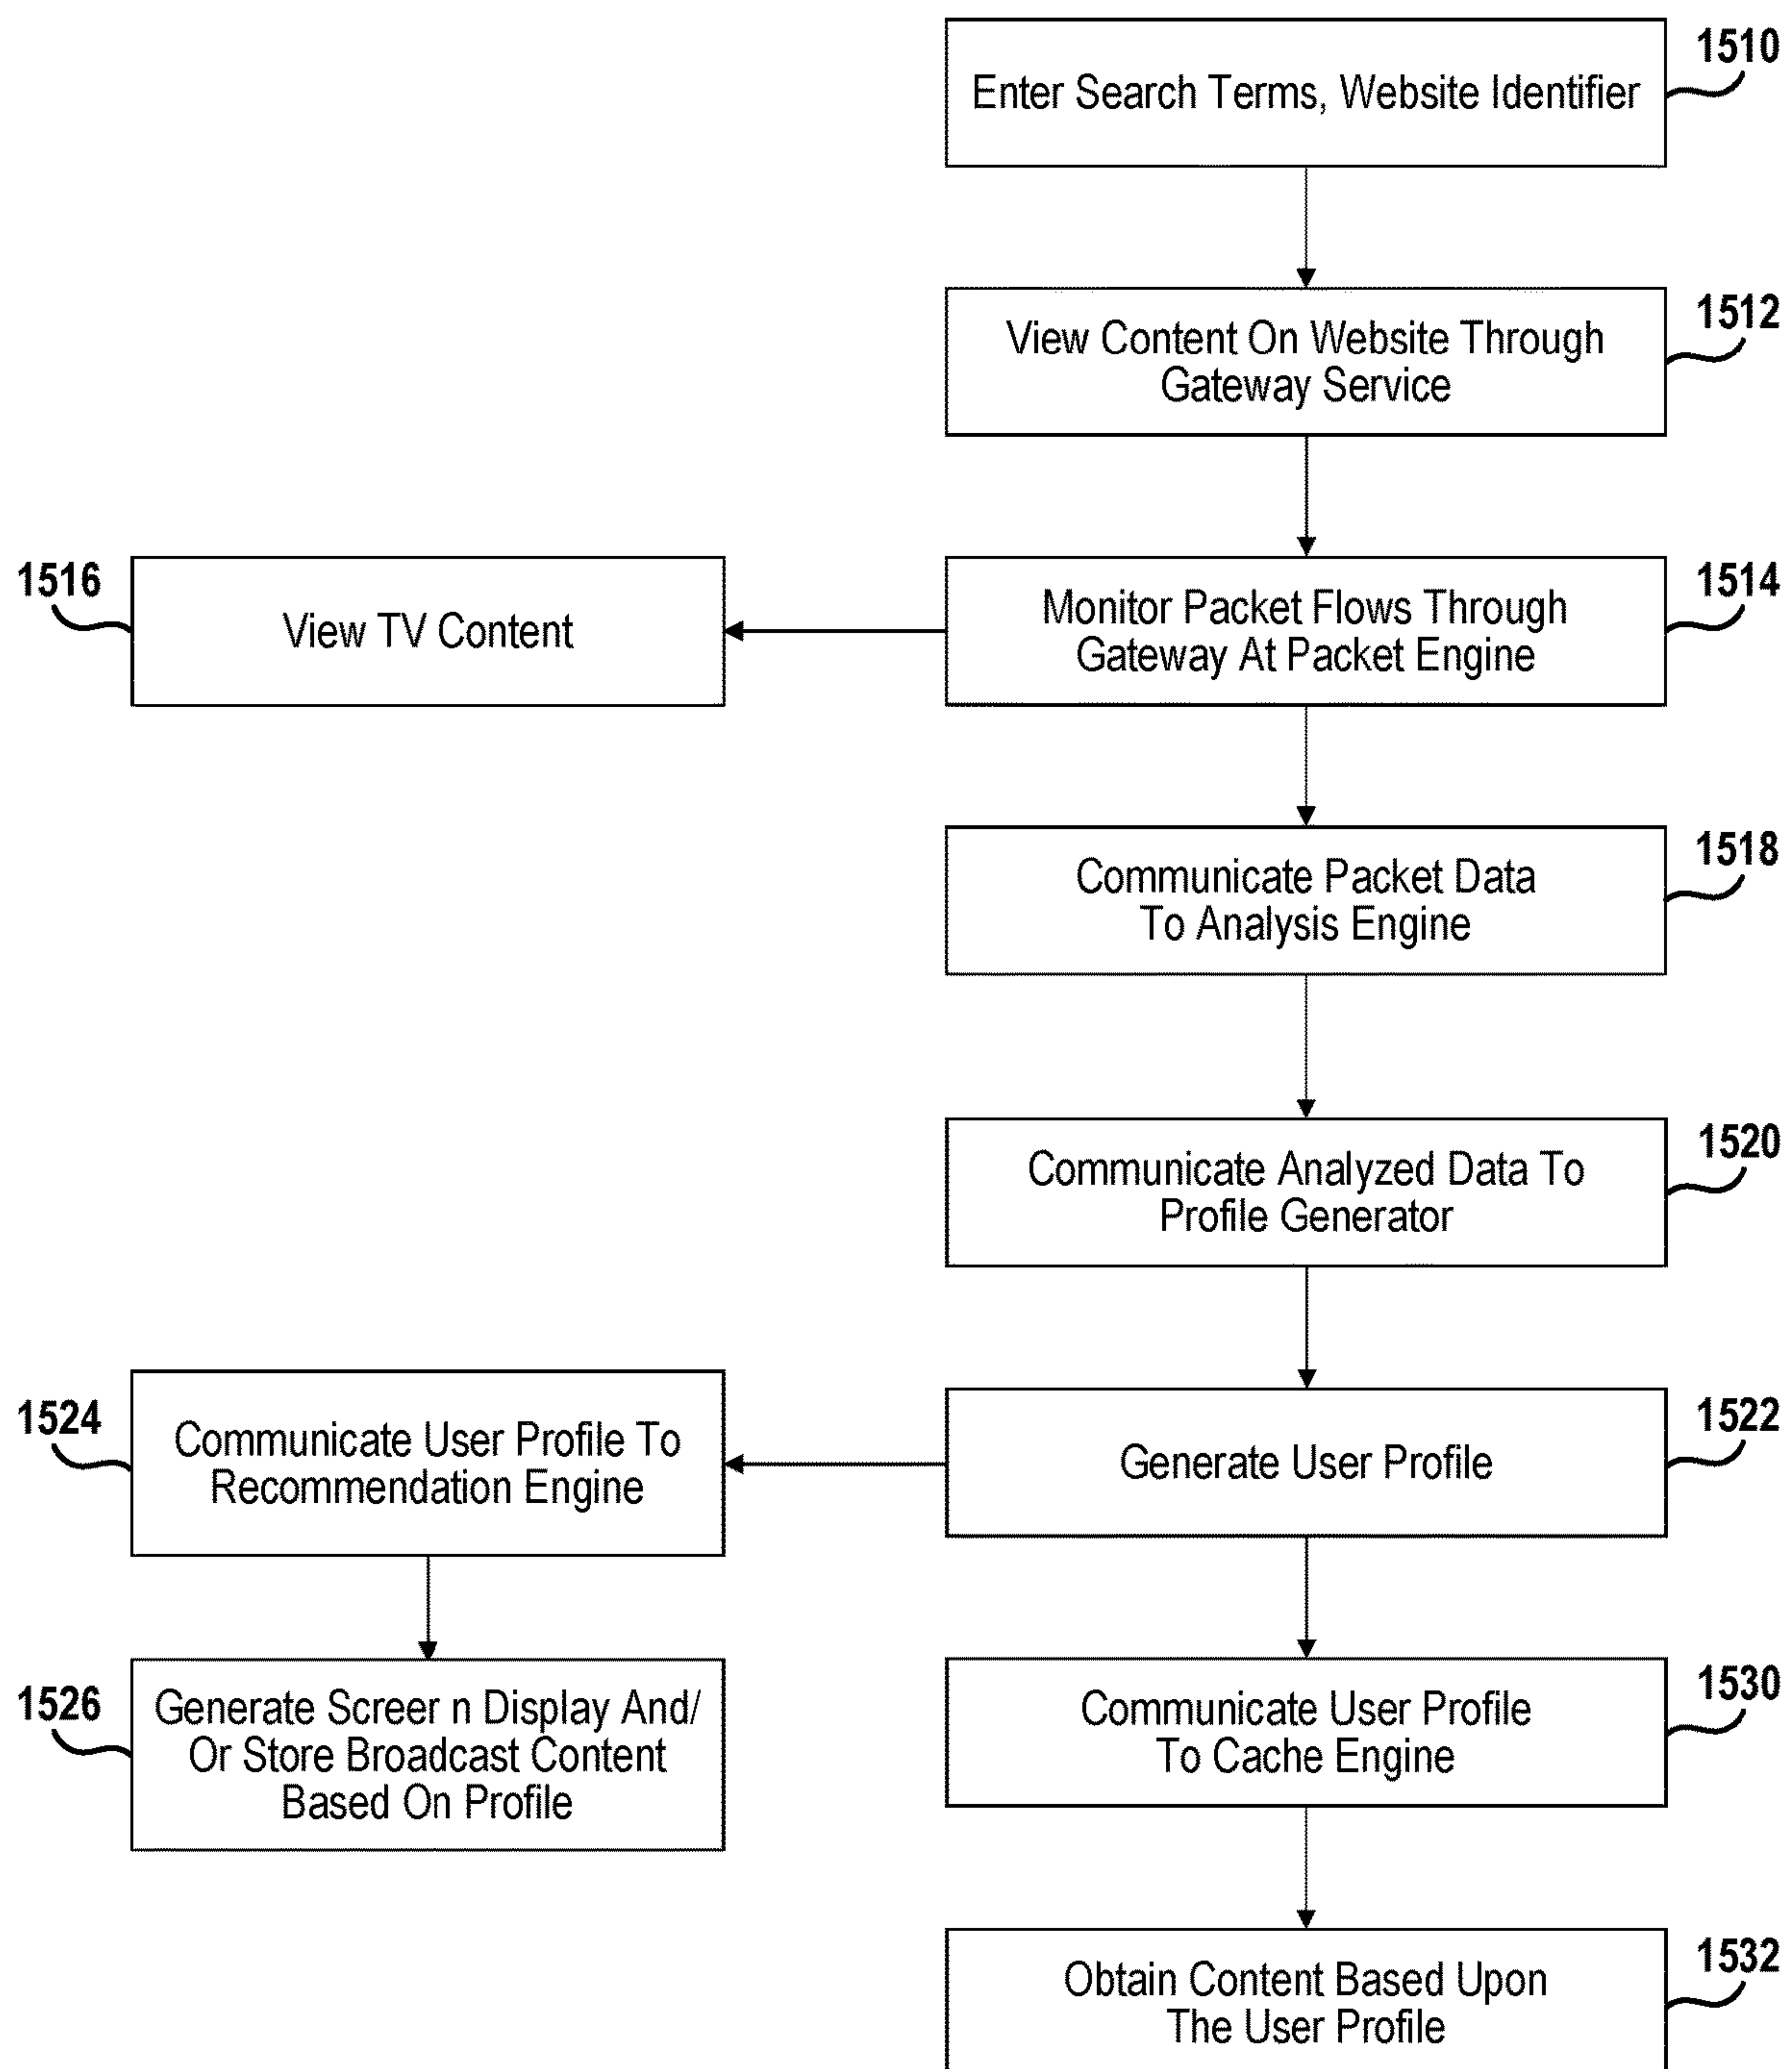 1510
Enter Search Terms, Website Identifier
1512
View Content On Website Through
Gateway Service
1516
View TV Content
1514
Monitor Packet Flows Through
Gateway At Packet Engine
1518
Communicate Packet Data
To Analysis Engine
1520
Communicate Analyzed Data To
Profile Generator
1524
Communicate User Profile To
Recommendation Engine
1522
Generate User Profile
1526
Generate Screer n Display And/
Or Store Broadcast Content
Based On Profile
1530
Communicate User Profile
To Cache Engine
1532
Obtain Content Based Upon
The User Profile